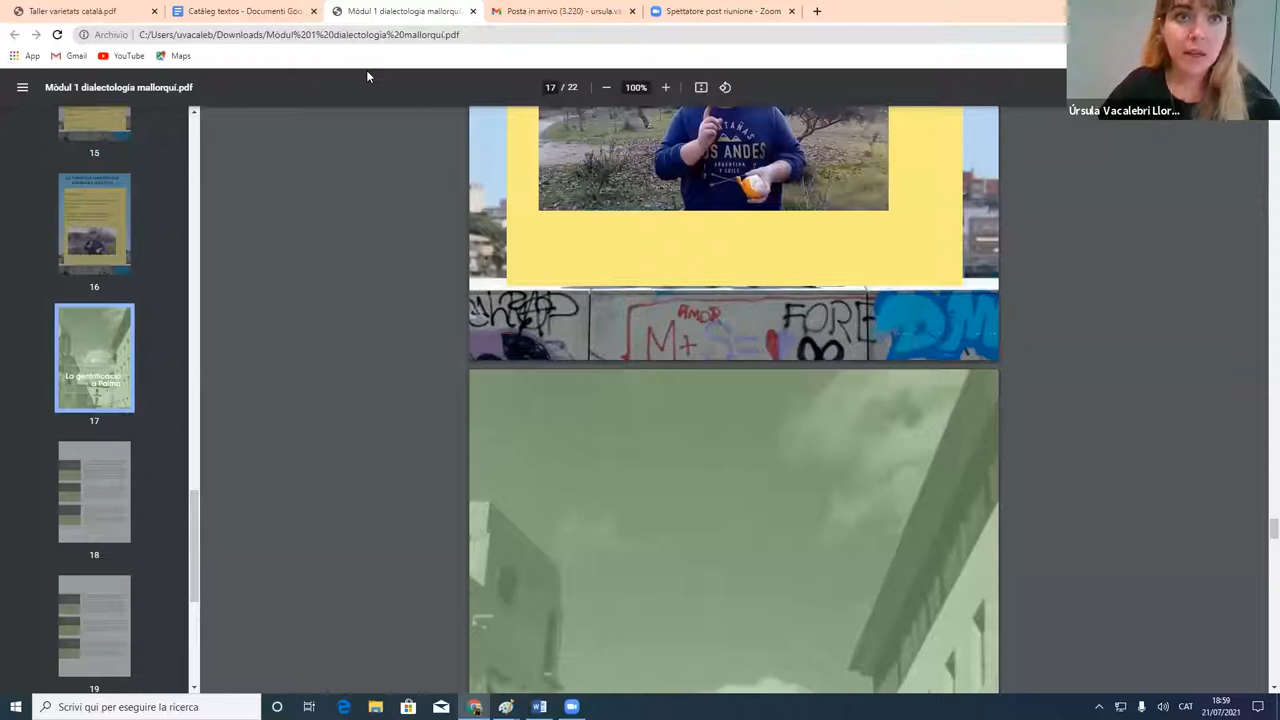 Taller varietats català.pdf
Catàleg textos - Documenti Goo
Mòdul 1 dialectologia mallorquí.
Posta in arrivo (3.220) - ursula.va
Spettatore post riunione - Zoom
Archivio
C:/Users/uvacaleb/Downloads/Mòdul%201%20dialectologia%20mallorquí.pdf
App
Gmail
YouTube
Maps
Mòdul 1 dialectologia mallorquí.pdf
17 / 22
100%
Úrsula Vacalebri Llor...
15
16
La gentrificació
a Palma
17
18
19
MONTAÑAS
LOS ANDES
ARGENTINA
Y CHILE
AMOR
M+
FORE
DM
Scrivi qui per eseguire la ricerca
CAT
18:59
21/07/2021